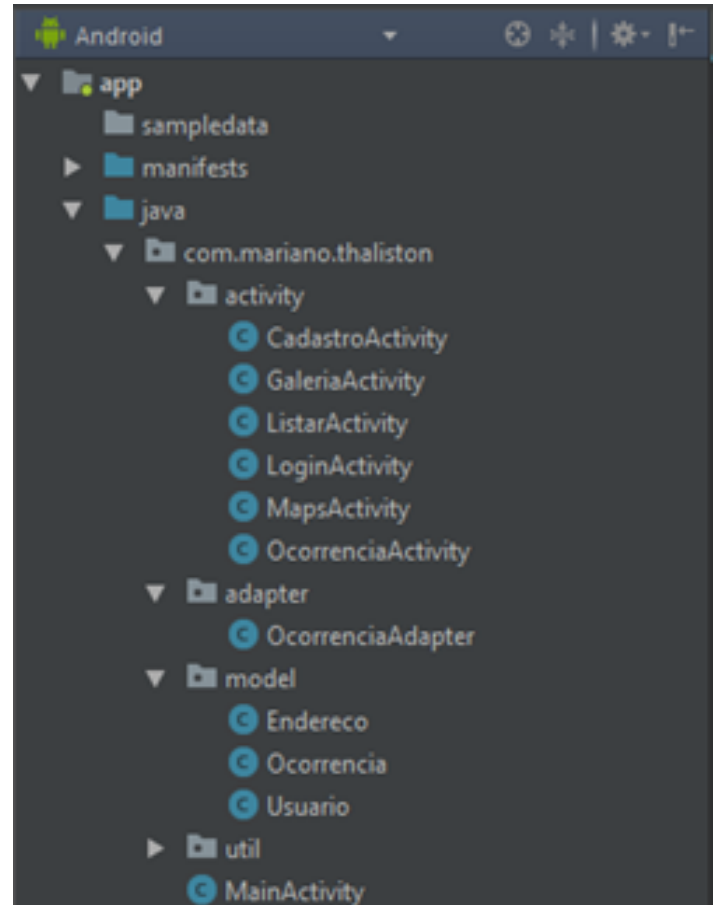 Android
app
sampledata
manifests
java
com.mariano.thaliston
activity
CadastroActivity
GaleriaActivity
ListarActivity
LoginActivity
MapsActivity
OcorrenciaActivity
adapter
OcorrenciaAdapter
model
Endereco
Ocorrencia
Usuario
util
MainActivity